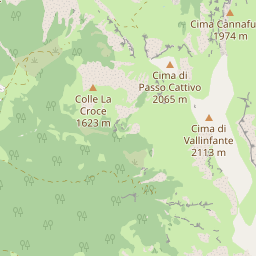 Cima Cannafu
1974 m
Cima di
Passo Cattivo
2065 m
Colle La
Croce
1623 m
Cima di
Vallinfante
2113 m